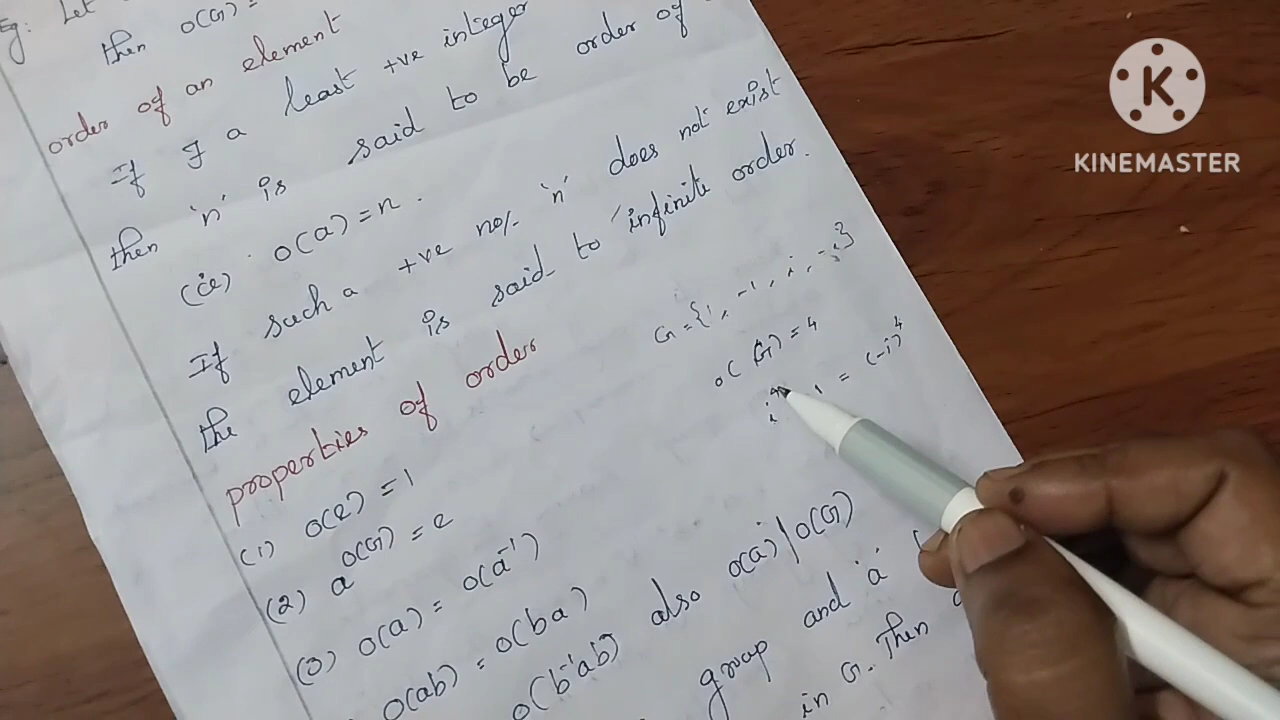 Eg: Let
then o(G) =
order of an element
If ∃ a least +ve integer
then 'n' is said to be order of
(ie) o(a) = n.
If such a +ve no/- 'n' does not exist
the element is said to 'infinite order.
properties of order
G = {1, -1, i, -i}
o(G) = 4
i⁴ 1 = (-i)⁴
(1) o(e) = 1
(2) a^o(G) = e
(3) o(a) = o(a⁻¹)
o(ab) = o(ba)
o(b⁻¹ab) also o(a) | o(G)
group and 'a'
in G. Then
K
KINEMASTER